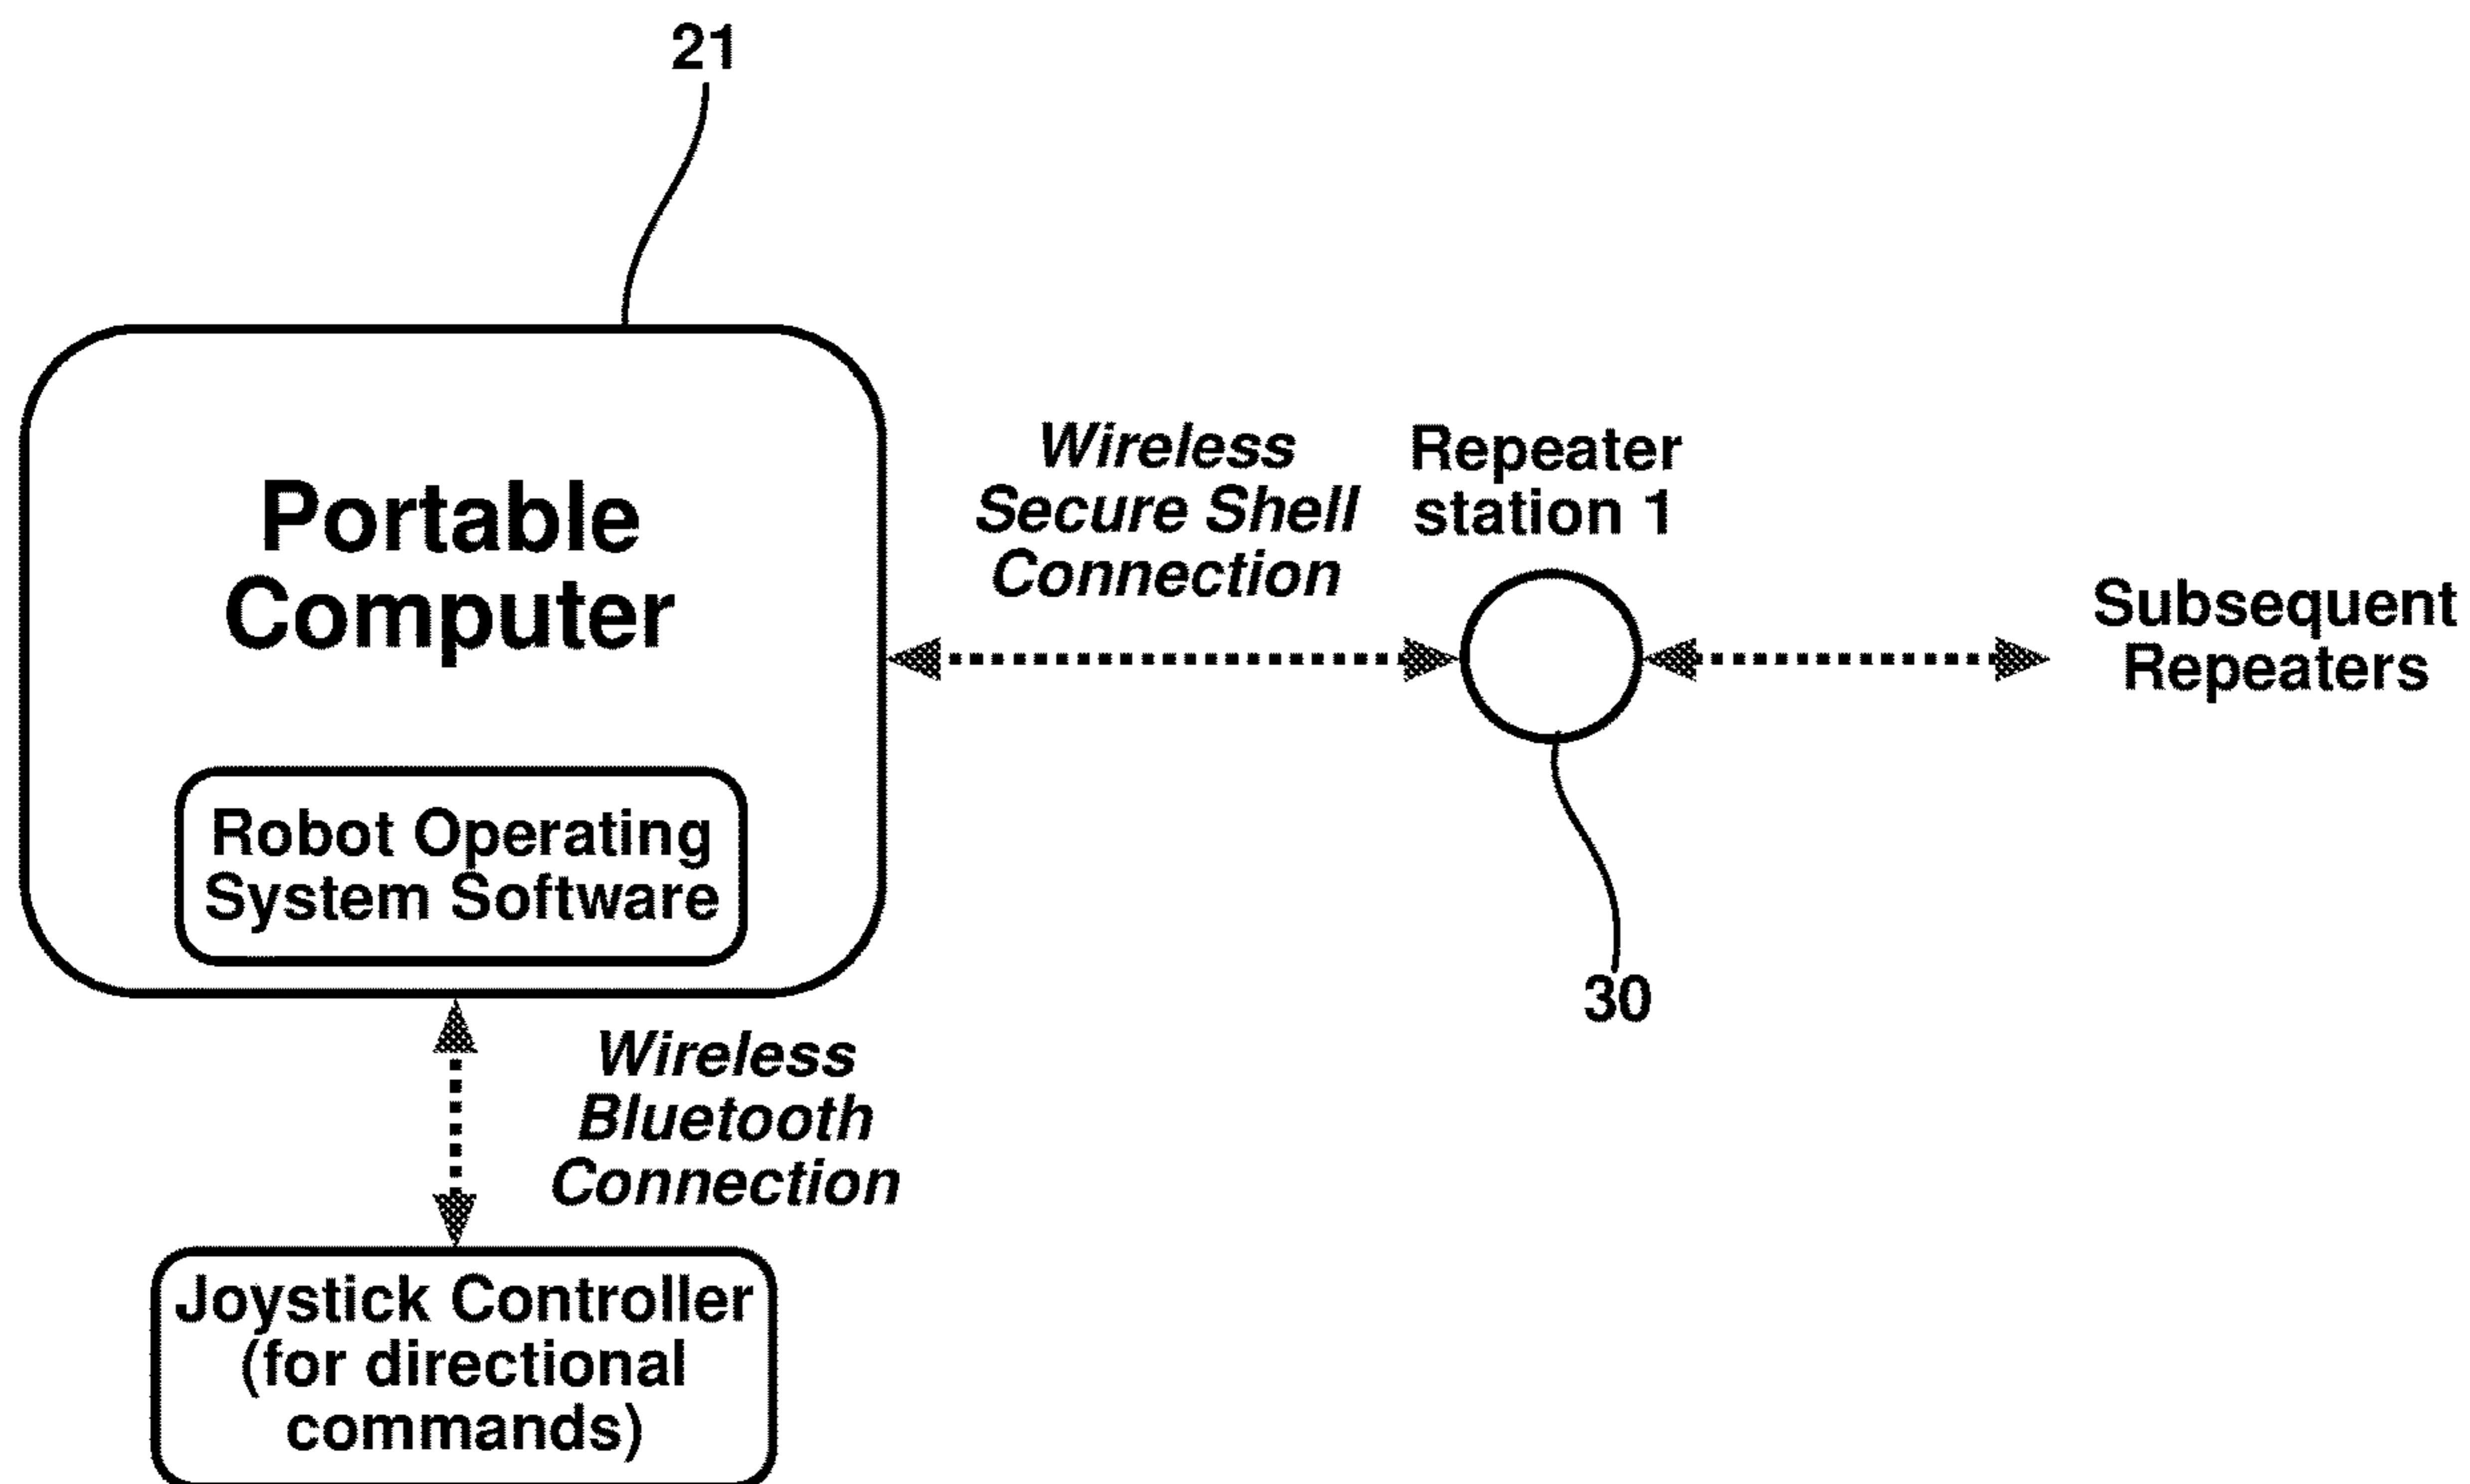 21
Portable
Computer
Robot Operating
System Software
Wireless
Secure Shell
Connection
Repeater
station 1
Subsequent
Repeaters
30
Wireless
Bluetooth
Connection
Joystick Controller
(for directional
commands)